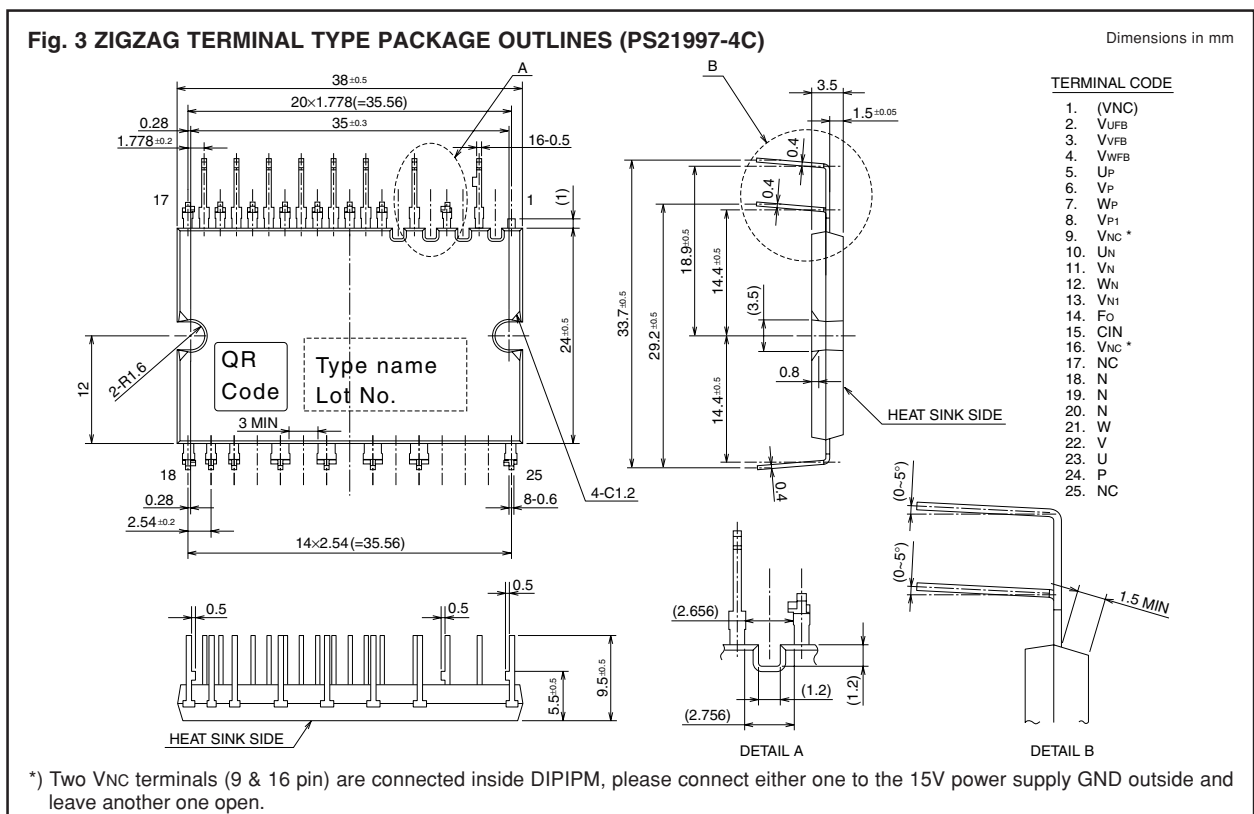 Fig. 3 ZIGZAG TERMINAL TYPE PACKAGE OUTLINES (PS21997-4C)
Dimensions in mm
A
38±0.5
20×1.778(=35.56)
0.28
35±0.3
1.778±0.2
16-0.5
17
1
(1)
QR
Code
Type name
Lot No.
2-R1.6
12
24±0.5
3 MIN
18
25
0.28
2.54±0.2
4-C1.2
8-0.6
14×2.54(=35.56)
B
3.5
1.5±0.05
0.4
0.4
33.7±0.5
29.2±0.5
18.9±0.5
14.4±0.5
(3.5)
0.8
14.4±0.5
HEAT SINK SIDE
0.4
TERMINAL CODE
1. (VNC)
2. VUFB
3. VVFB
4. VWFB
5. UP
6. VP
7. WP
8. VP1
9. VNC *
10. UN
11. VN
12. WN
13. VN1
14. FO
15. CIN
16. VNC *
17. NC
18. N
19. N
20. N
21. W
22. V
23. U
24. P
25. NC
0.5
0.5
0.5
5.5±0.5
9.5±0.5
HEAT SINK SIDE
(2.656)
(1.2)
(1.2)
(2.756)
DETAIL A
(0~5°)
(0~5°)
1.5 MIN
DETAIL B
*) Two VNC terminals (9 & 16 pin) are connected inside DIPIPM, please connect either one to the 15V power supply GND outside and
leave another one open.